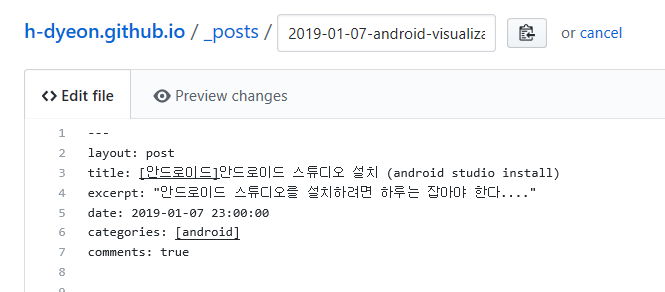 h-dyeon.github.io / _posts / 2019-01-07-android-visualiza or cancel
<> Edit file Preview changes
1 ---
2 layout: post
3 title: [안드로이드]안드로이드 스튜디오 설치 (android studio install)
4 excerpt: "안드로이드 스튜디오를 설치하려면 하루는 잡아야 한다...."
5 date: 2019-01-07 23:00:00
6 categories: [android]
7 comments: true
8